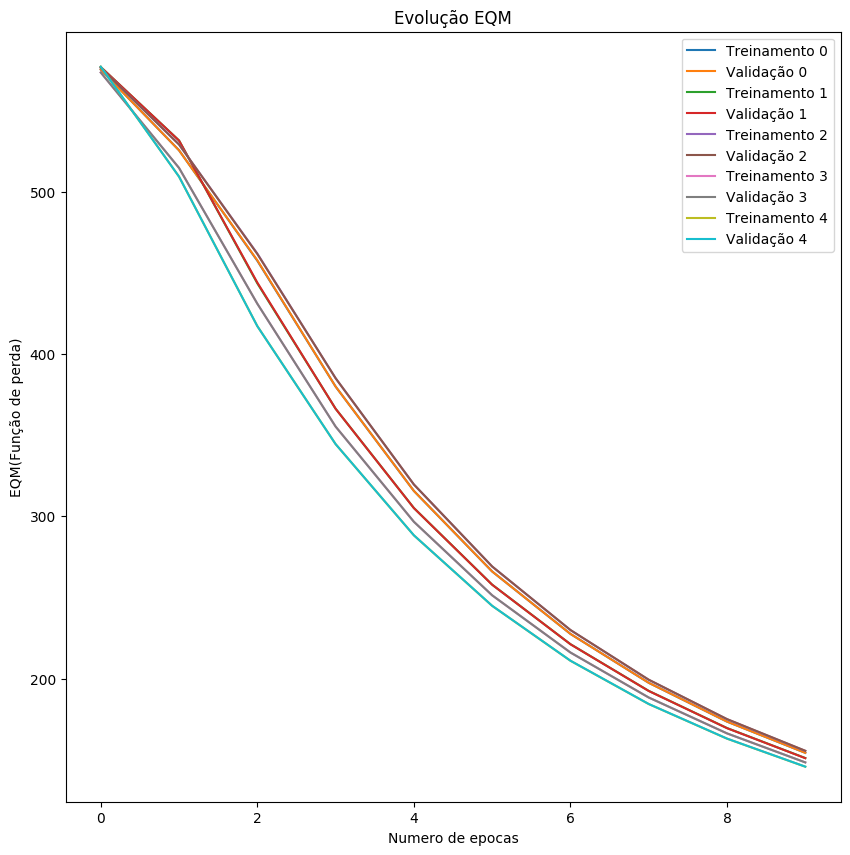 Evolução EQM
Treinamento 0
Validação 0
Treinamento 1
Validação 1
Treinamento 2
Validação 2
Treinamento 3
Validação 3
Treinamento 4
Validação 4
500
400
300
200
EQM(Função de perda)
0 2 4 6 8
Numero de epocas